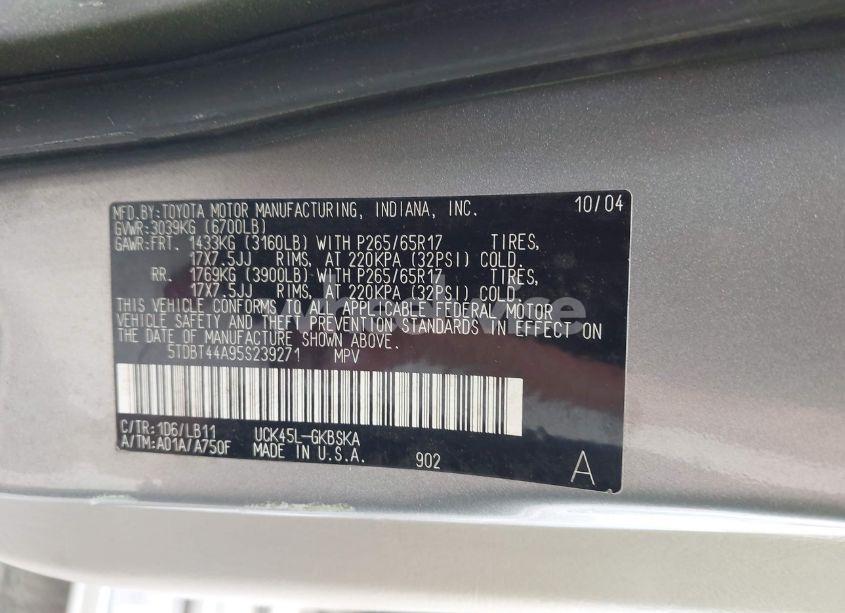 MFD.BY:TOYOTA MOTOR MANUFACTURING, INDIANA, INC. 10/04
GVWR:3039KG (6700LB)
GAWR:FRT. 1433KG (3160LB) WITH P265/65R17 TIRES,
17X7.5JJ RIMS, AT 220KPA (32PSI) COLD.
RR. 1769KG (3900LB) WITH P265/65R17 TIRES,
17X7.5JJ RIMS, AT 220KPA (32PSI) COLD.
THIS VEHICLE CONFORMS TO ALL APPLICABLE FEDERAL MOTOR
VEHICLE SAFETY AND THEFT PREVENTION STANDARDS IN EFFECT ON
THE DATE OF MANUFACTURE SHOWN ABOVE.
5TDBT44A95S239271 MPV
C/TR:1D6/LB11 UCK45L-GKBSKA
A/TM:A01A/A750F MADE IN U.S.A. 902 A